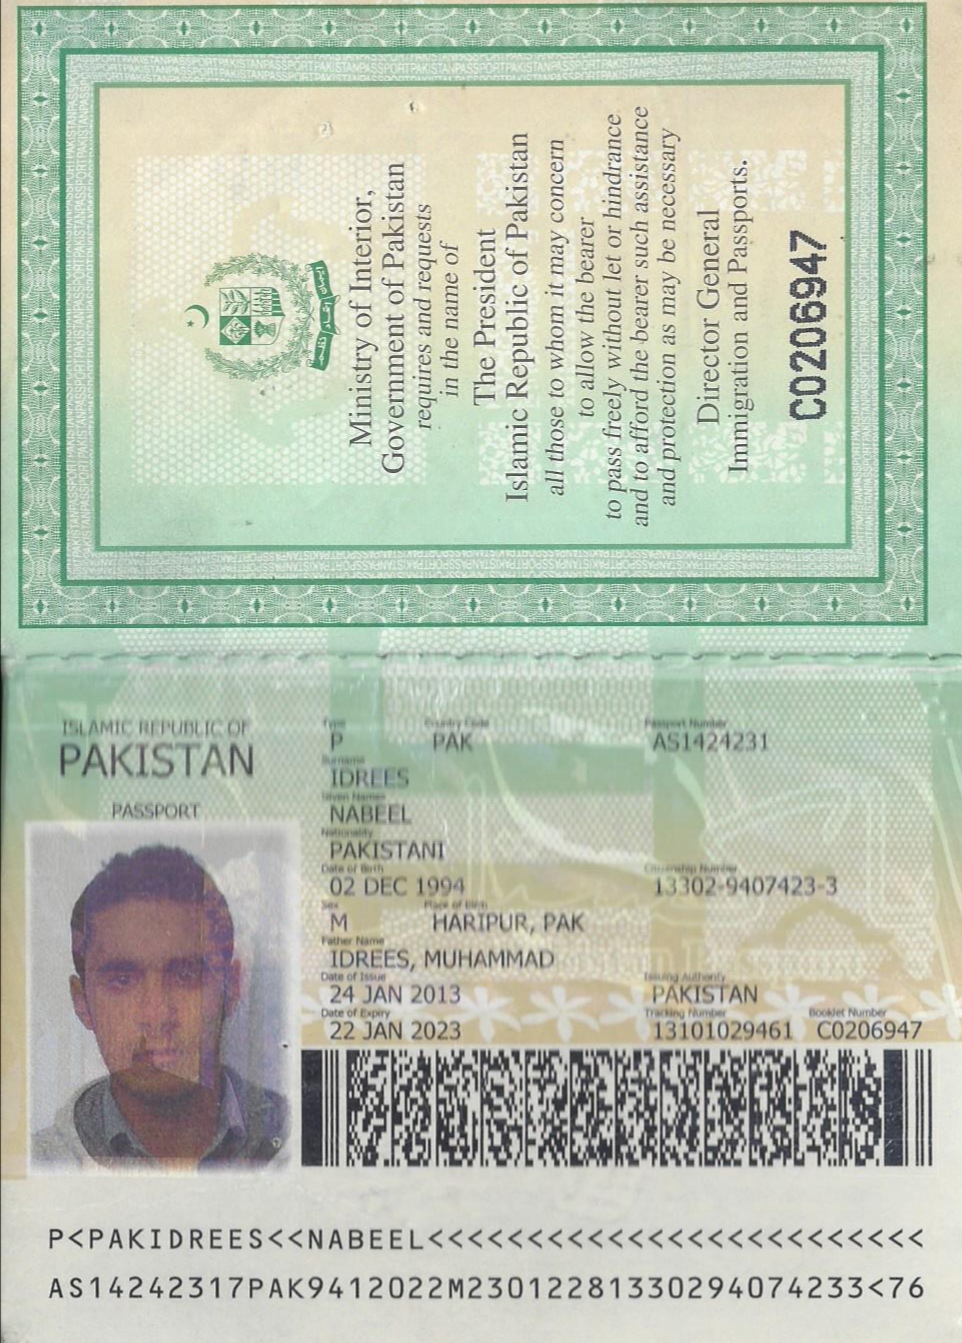 Ministry of Interior,
Government of Pakistan
requires and requests
in the name of
The President
Islamic Republic of Pakistan
all those to whom it may concern
to allow the bearer
to pass freely without let or hindrance
and to afford the bearer such assistance
and protection as may be necessary
Director General
Immigration and Passports.
C0206947
ISLAMIC REPUBLIC OF
PAKISTAN
PASSPORT
Type Country Code Passport Number
P PAK AS1424231
Surname
IDREES
Given Names
NABEEL
Nationality
PAKISTANI
Date of Birth Citizenship Number
02 DEC 1994 13302-9407423-3
Sex Place of Birth
M HARIPUR, PAK
Father Name
IDREES, MUHAMMAD
Date of Issue Issuing Authority
24 JAN 2013 PAKISTAN
Date of Expiry Tracking Number Booklet Number
22 JAN 2023 13101029461 C0206947
P<PAKIDREES<<NABEEL<<<<<<<<<<<<<<<<<<<<<<<<<
AS14242317PAK9412022M23012281330294074233<76